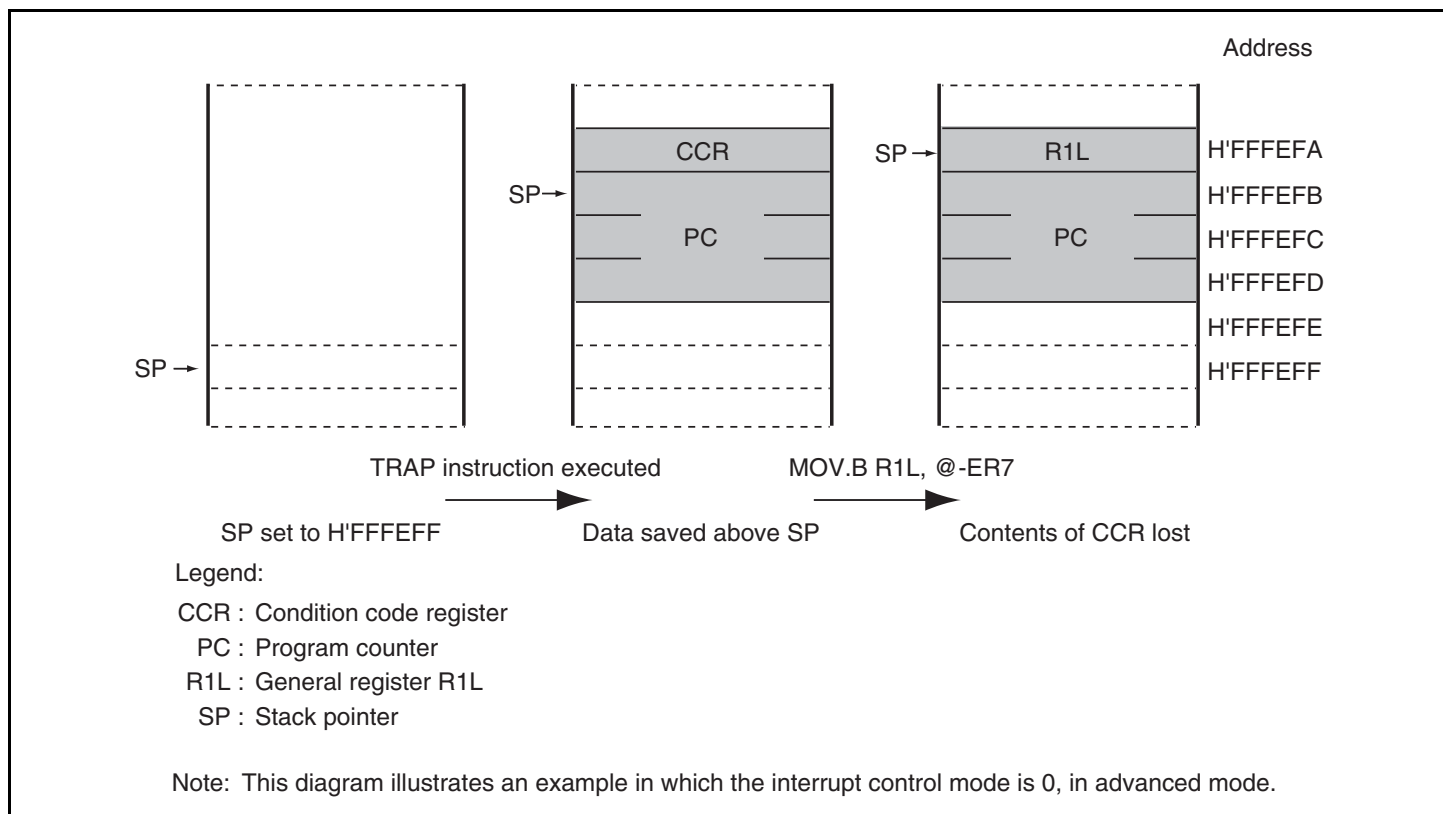 Address
CCR
SP
R1L
H'FFFEFA
SP
H'FFFEFB
PC
PC
H'FFFEFC
H'FFFEFD
H'FFFEFE
SP
H'FFFEFF
TRAP instruction executed
MOV.B R1L, @-ER7
SP set to H'FFFEFF
Data saved above SP
Contents of CCR lost
Legend:
CCR : Condition code register
PC : Program counter
R1L : General register R1L
SP : Stack pointer
Note: This diagram illustrates an example in which the interrupt control mode is 0, in advanced mode.